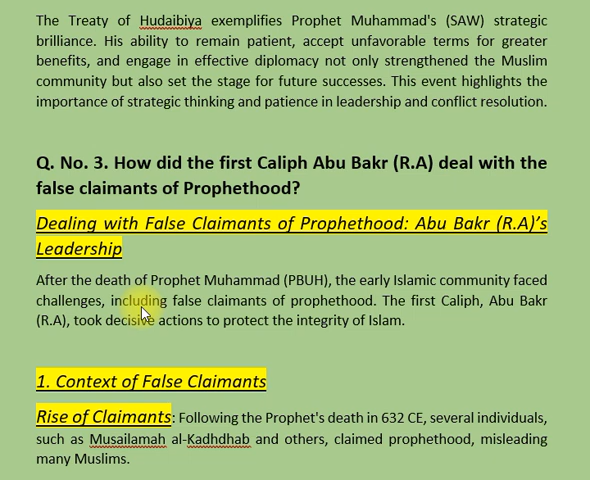 The Treaty of Hudaibiya exemplifies Prophet Muhammad's (SAW) strategic
brilliance. His ability to remain patient, accept unfavorable terms for greater
benefits, and engage in effective diplomacy not only strengthened the Muslim
community but also set the stage for future successes. This event highlights the
importance of strategic thinking and patience in leadership and conflict resolution.
Q. No. 3. How did the first Caliph Abu Bakr (R.A) deal with the
false claimants of Prophethood?
Dealing with False Claimants of Prophethood: Abu Bakr (R.A)’s
Leadership
After the death of Prophet Muhammad (PBUH), the early Islamic community faced
challenges, including false claimants of prophethood. The first Caliph, Abu Bakr
(R.A), took decisive actions to protect the integrity of Islam.
1. Context of False Claimants
Rise of Claimants: Following the Prophet's death in 632 CE, several individuals,
such as Musailamah al-Kadhdhab and others, claimed prophethood, misleading
many Muslims.